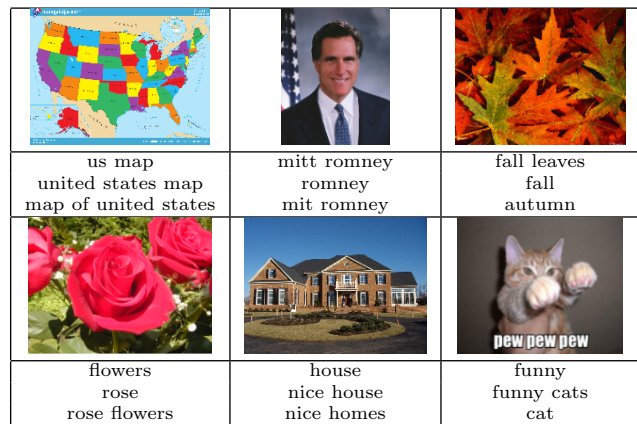 us map
united states map
map of united states
mitt romney
romney
mit romney
fall leaves
fall
autumn
pew pew pew
flowers
rose
rose flowers
house
nice house
nice homes
funny
funny cats
cat